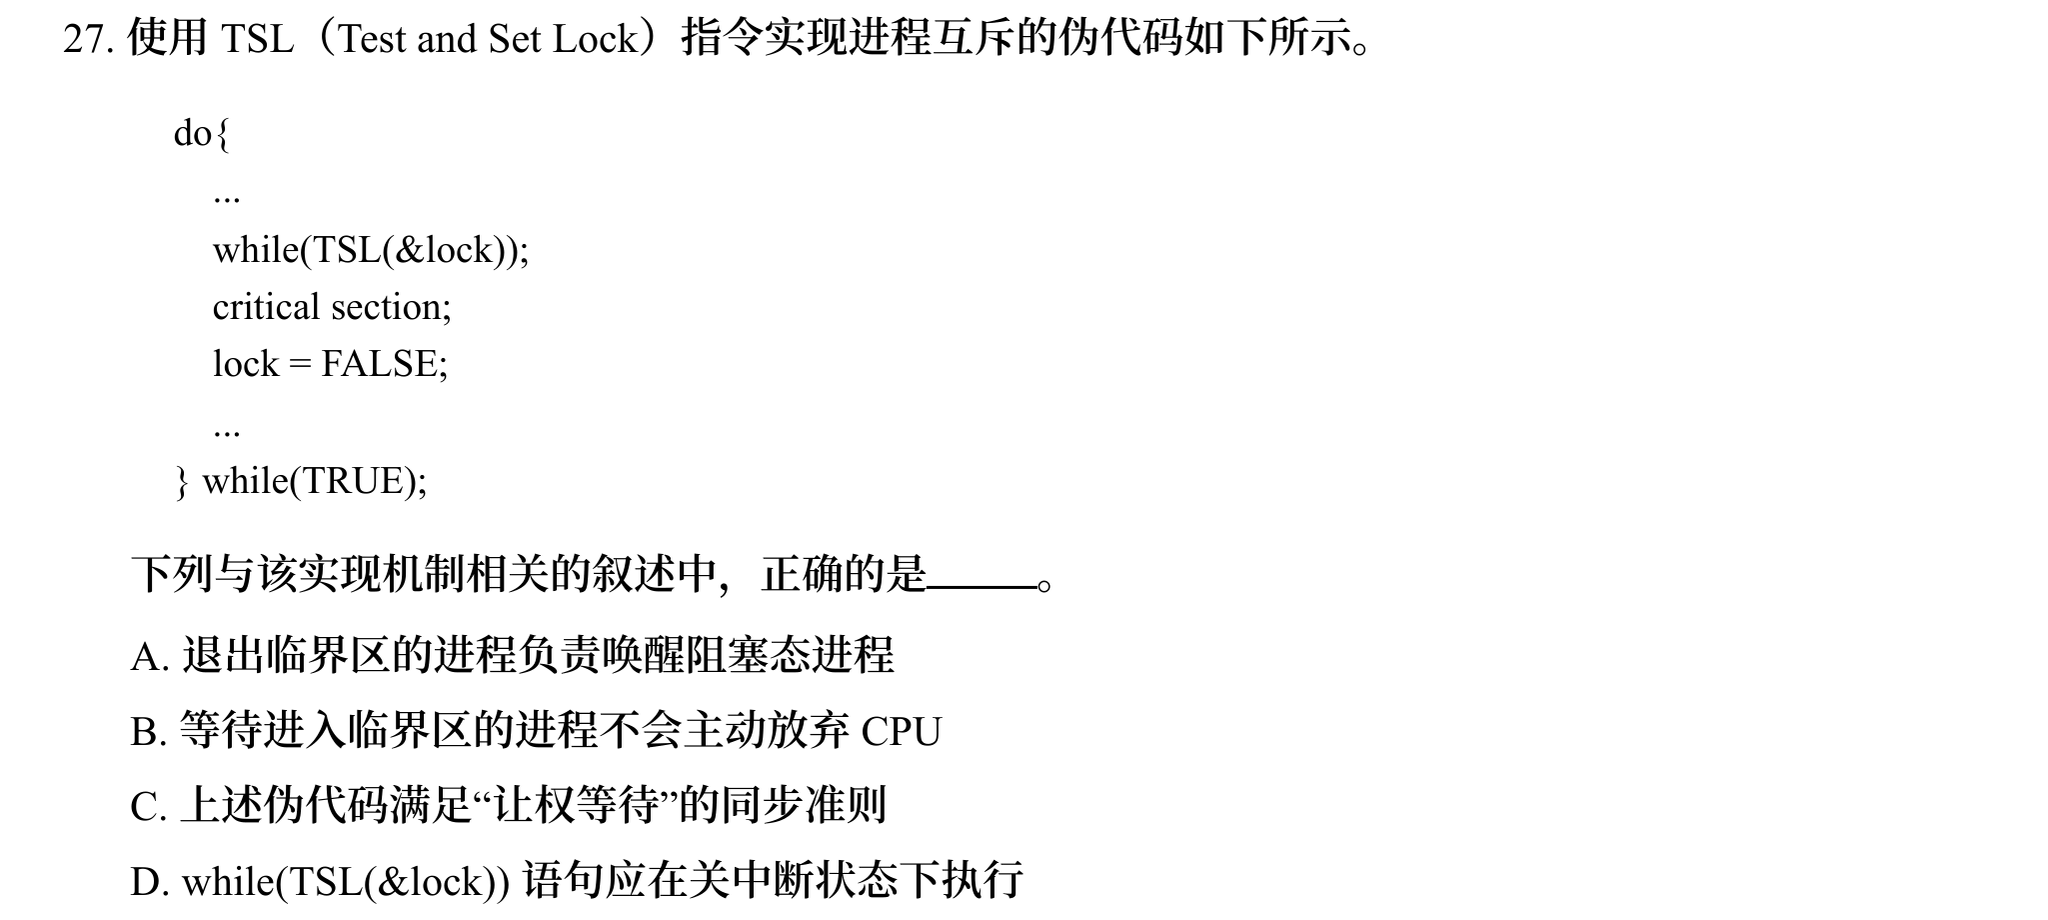 27. 使用 TSL（Test and Set Lock）指令实现进程互斥的伪代码如下所示。
do{
...
while(TSL(&lock));
critical section;
lock = FALSE;
...
} while(TRUE);
下列与该实现机制相关的叙述中，正确的是_____。
A. 退出临界区的进程负责唤醒阻塞态进程
B. 等待进入临界区的进程不会主动放弃 CPU
C. 上述伪代码满足“让权等待”的同步准则
D. while(TSL(&lock)) 语句应在关中断状态下执行